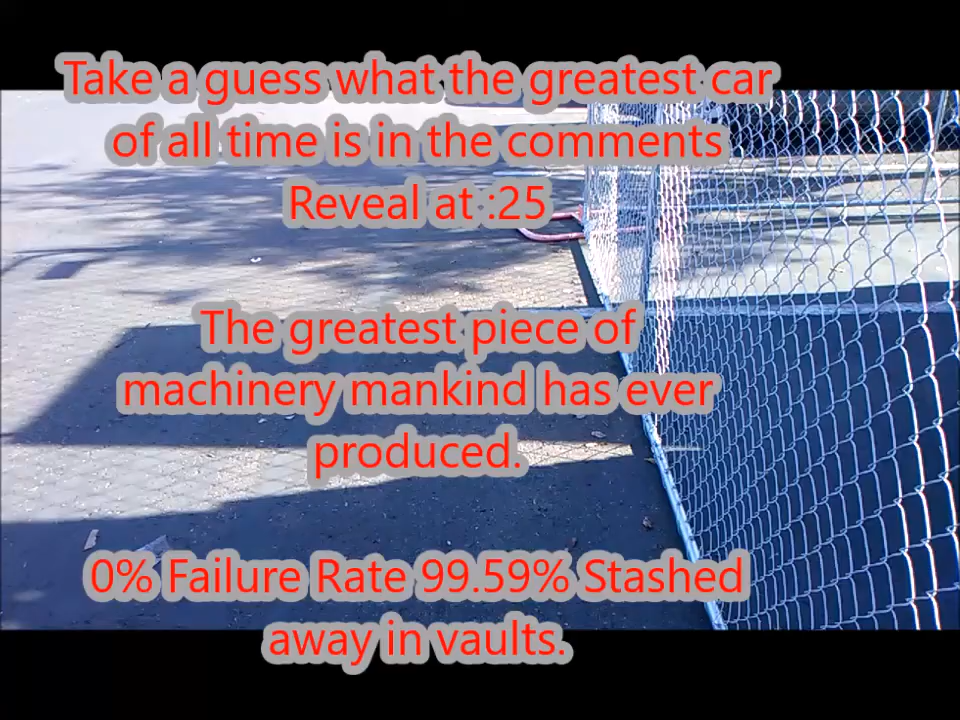 Take a guess what the greatest car
of all time is in the comments
Reveal at :25
The greatest piece of
machinery mankind has ever
produced.
0% Failure Rate 99.59% Stashed
away in vaults.